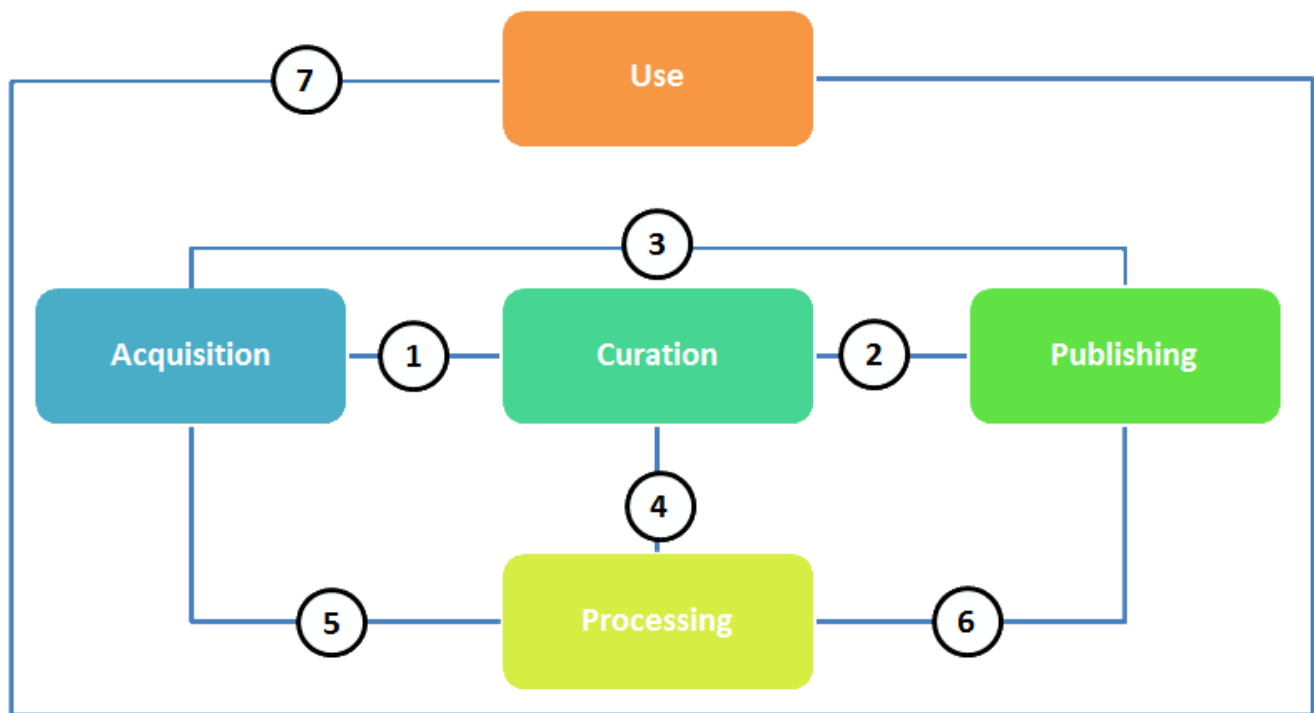 7
Use
3
Acquisition
1
Curation
2
Publishing
4
5
Processing
6